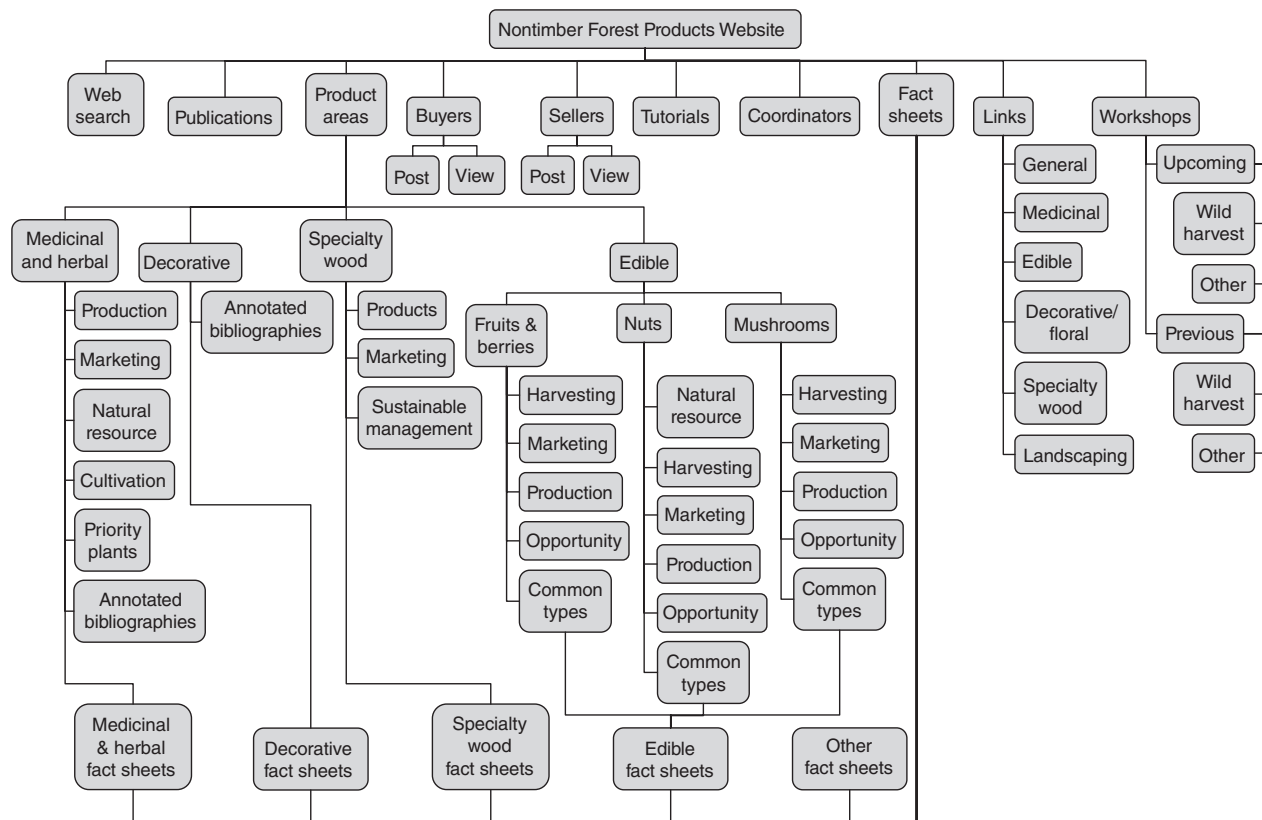 Nontimber Forest Products Website
Web
search
Publications
Product
areas
Buyers
Sellers
Tutorials
Coordinators
Fact
sheets
Links
Workshops
Post
View
Post
View
General
Medicinal
Edible
Decorative/
floral
Specialty
wood
Landscaping
Upcoming
Wild
harvest
Other
Previous
Wild
harvest
Other
Medicinal
and herbal
Decorative
Specialty
wood
Edible
Production
Marketing
Natural
resource
Cultivation
Priority
plants
Annotated
bibliographies
Annotated
bibliographies
Products
Marketing
Sustainable
management
Fruits &
berries
Nuts
Mushrooms
Harvesting
Marketing
Production
Opportunity
Common
types
Natural
resource
Harvesting
Marketing
Production
Opportunity
Common
types
Harvesting
Marketing
Production
Opportunity
Common
types
Medicinal
& herbal
fact sheets
Decorative
fact sheets
Specialty
wood
fact sheets
Edible
fact sheets
Other
fact sheets